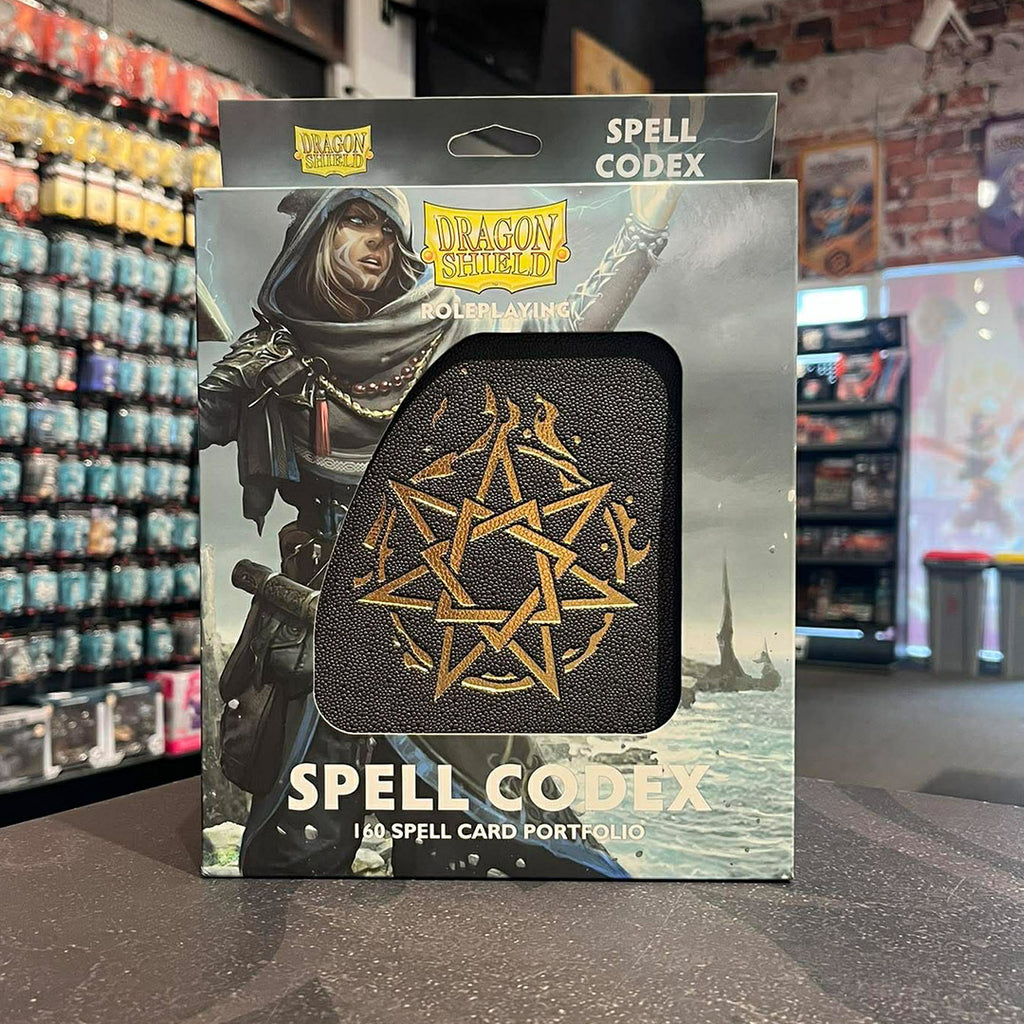 DRAGON
SHIELD
SPELL
CODEX
DRAGON
SHIELD
ROLEPLAYING
SPELL CODEX
160 SPELL CARD PORTFOLIO